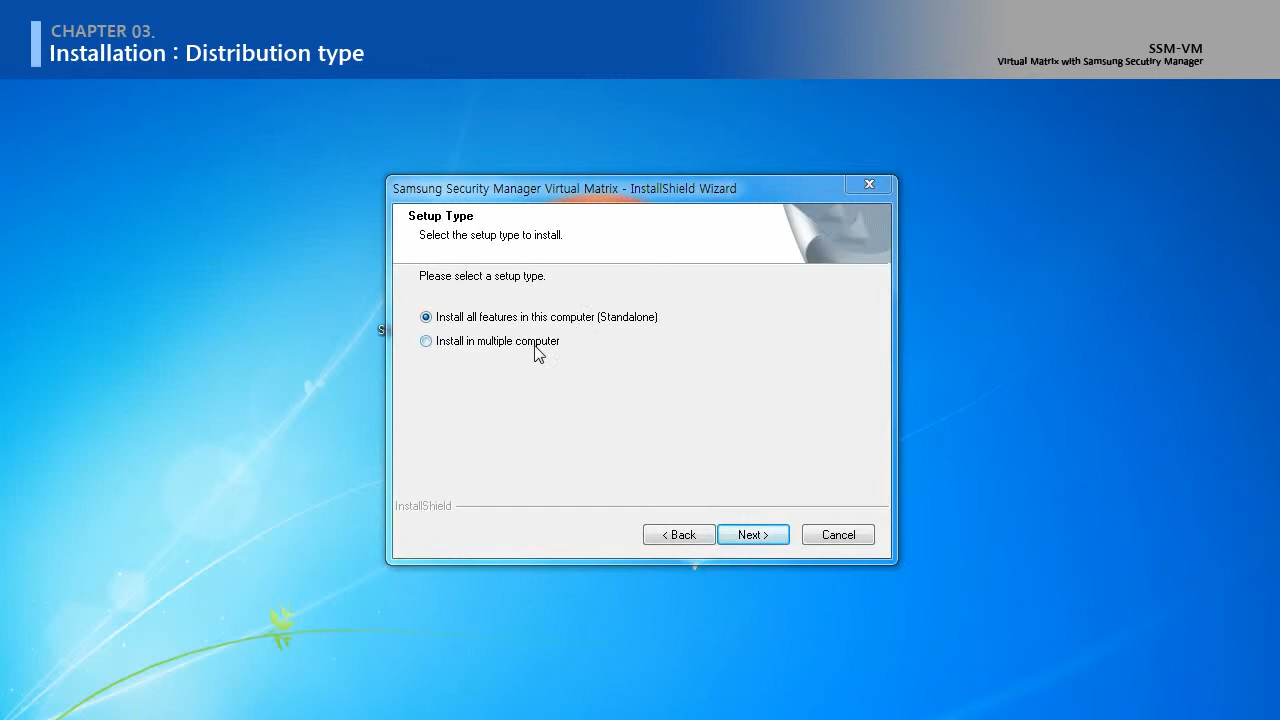 CHAPTER 03.
Installation : Distribution type
SSM-VM
Virtual Matrix with Samsung Secutiry Manager
Samsung Security Manager Virtual Matrix - InstallShield Wizard
Setup Type
Select the setup type to install.
Please select a setup type.
S
Install all features in this computer (Standalone)
Install in multiple computer
InstallShield
< Back
Next >
Cancel